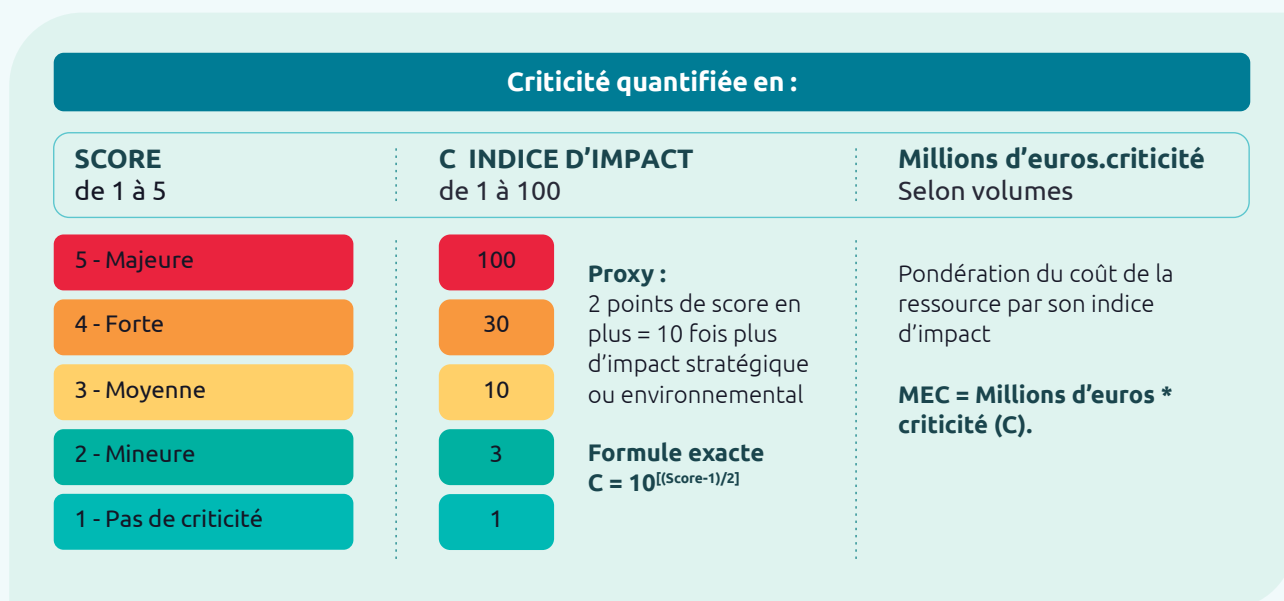 Criticité quantifiée en :
SCORE
de 1 à 5
C INDICE D’IMPACT
de 1 à 100
Millions d’euros.criticité
Selon volumes
5 - Majeure
4 - Forte
3 - Moyenne
2 - Mineure
1 - Pas de criticité
100
30
10
3
1
Proxy :
2 points de score en
plus = 10 fois plus
d’impact stratégique
ou environnemental
Formule exacte
C = 10[(Score-1)/2]
Pondération du coût de la
ressource par son indice
d’impact
MEC = Millions d’euros *
criticité (C).